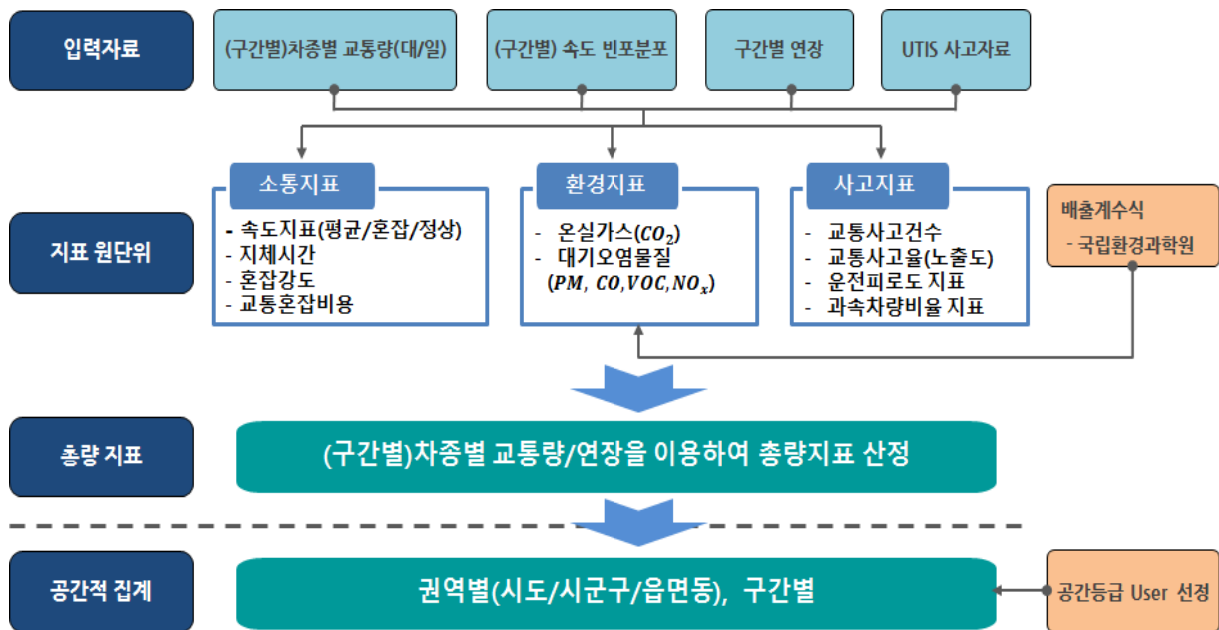 입력자료
(구간별)차종별 교통량(대/일)
(구간별) 속도 빈포분포
구간별 연장
UTIS 사고자료
지표 원단위
소통지표
- 속도지표(평균/혼잡/정상)
- 지체시간
- 혼잡강도
- 교통혼잡비용
환경지표
- 온실가스(CO₂)
- 대기오염물질
(PM, CO,VOC,NOₓ)
사고지표
- 교통사고건수
- 교통사고율(노출도)
- 운전피로도 지표
- 과속차량비율 지표
배출계수식
- 국립환경과학원
총량 지표
(구간별)차종별 교통량/연장을 이용하여 총량지표 산정
공간적 집계
권역별(시도/시군구/읍면동), 구간별
공간등급 User 선정